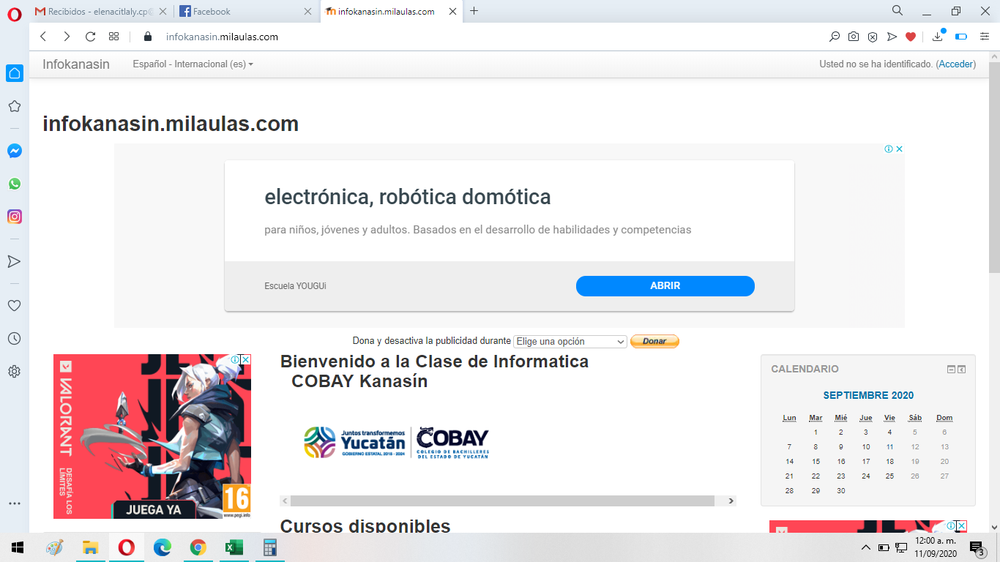 Recibidos - elenacitlaly.cp@
Facebook
infokanasin.milaulas.com
infokanasin.milaulas.com
Infokanasin
Español - Internacional (es)
Usted no se ha identificado. (Acceder)
infokanasin.milaulas.com
electrónica, robótica domótica
para niños, jóvenes y adultos. Basados en el desarrollo de habilidades y competencias
Escuela YOUGUi
ABRIR
Dona y desactiva la publicidad durante
Elige una opción
Donar
VALORANT
DESAFÍA LOS
LÍMITES
JUEGA YA
16
www.pegi.info
Bienvenido a la Clase de Informatica
COBAY Kanasín
Juntos transformemos
Yucatán
GOBIERNO ESTATAL 2018 - 2024
COBAY
COLEGIO DE BACHILLERES
DEL ESTADO DE YUCATÁN
Cursos disponibles
CALENDARIO
SEPTIEMBRE 2020
Lun Mar Mié Jue Vie Sáb Dom
1 2 3 4 5 6
7 8 9 10 11 12 13
14 15 16 17 18 19 20
21 22 23 24 25 26 27
28 29 30
12:00 a. m.
11/09/2020
3